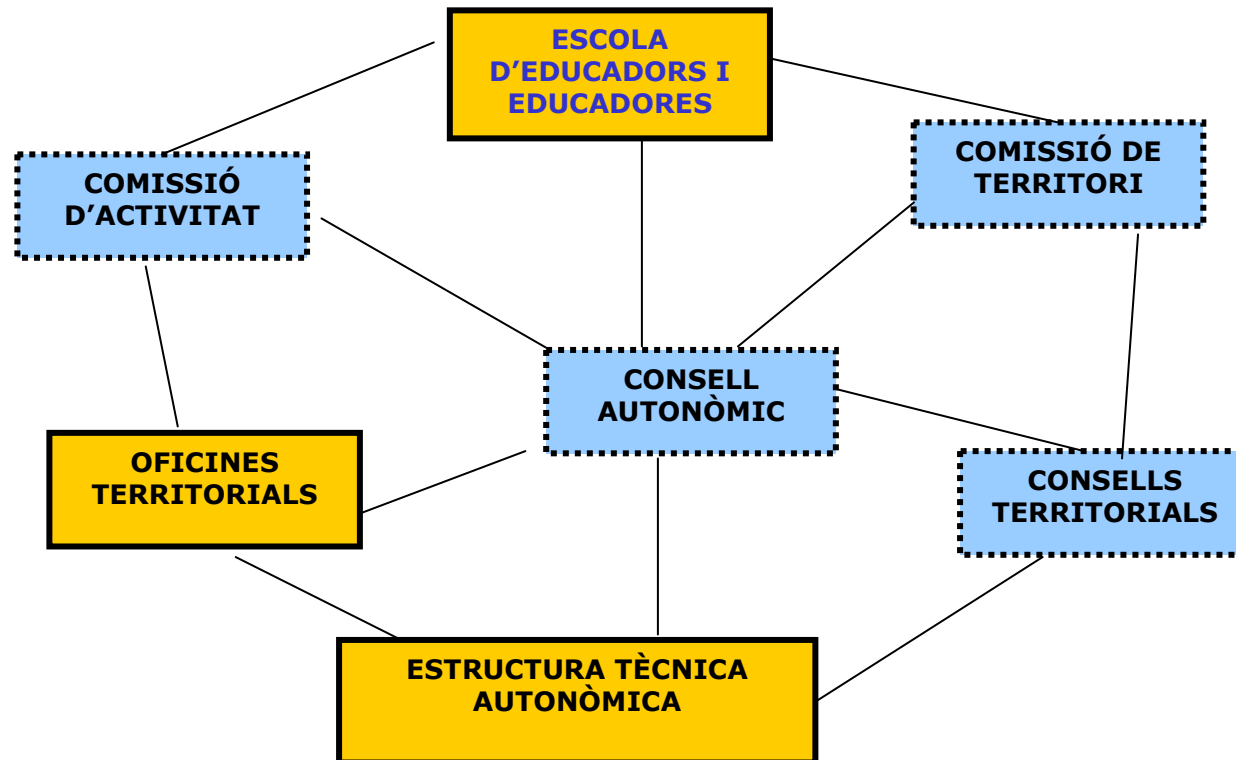 ESCOLA
D'EDUCADORS I
EDUCADORES
COMISSIÓ
D’ACTIVITAT
COMISSIÓ DE
TERRITORI
CONSELL
AUTONÒMIC
OFICINES
TERRITORIALS
CONSELLS
TERRITORIALS
ESTRUCTURA TÈCNICA
AUTONÒMICA